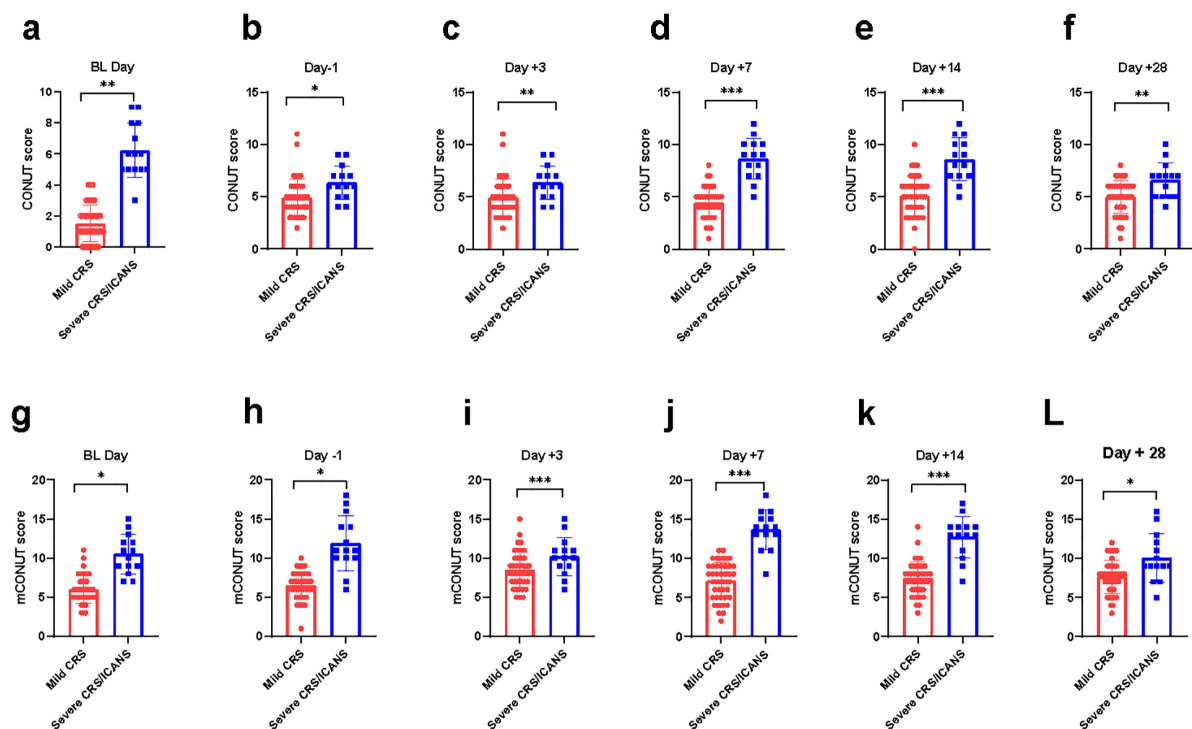 a
BL Day
**
CONUT score
10
8
6
4
2
0
Mild CRS
Severe CRS/ICANS
b
Day-1
*
CONUT score
15
10
5
0
Mild CRS
Severe CRS/ICANS
c
Day +3
**
CONUT score
15
10
5
0
Mild CRS
Severe CRS/ICANS
d
Day +7
***
CONUT score
15
10
5
0
Mild CRS
Severe CRS/ICANS
e
Day +14
***
CONUT score
15
10
5
0
Mild CRS
Severe CRS/ICANS
f
Day +28
**
CONUT score
15
10
5
0
Mild CRS
Severe CRS/ICANS
g
BL Day
*
mCONUT score
20
15
10
5
0
Mild CRS
Severe CRS/ICANS
h
Day -1
*
mCONUT score
20
15
10
5
0
Mild CRS
Severe CRS/ICANS
i
Day +3
***
mCONUT score
20
15
10
5
0
Mild CRS
Severe CRS/ICANS
j
Day +7
***
mCONUT score
20
15
10
5
0
Mild CRS
Severe CRS/ICANS
k
Day +14
***
mCONUT score
20
15
10
5
0
Mild CRS
Severe CRS/ICANS
L
Day + 28
*
mCONUT score
20
15
10
5
0
Mild CRS
Severe CRS/ICANS